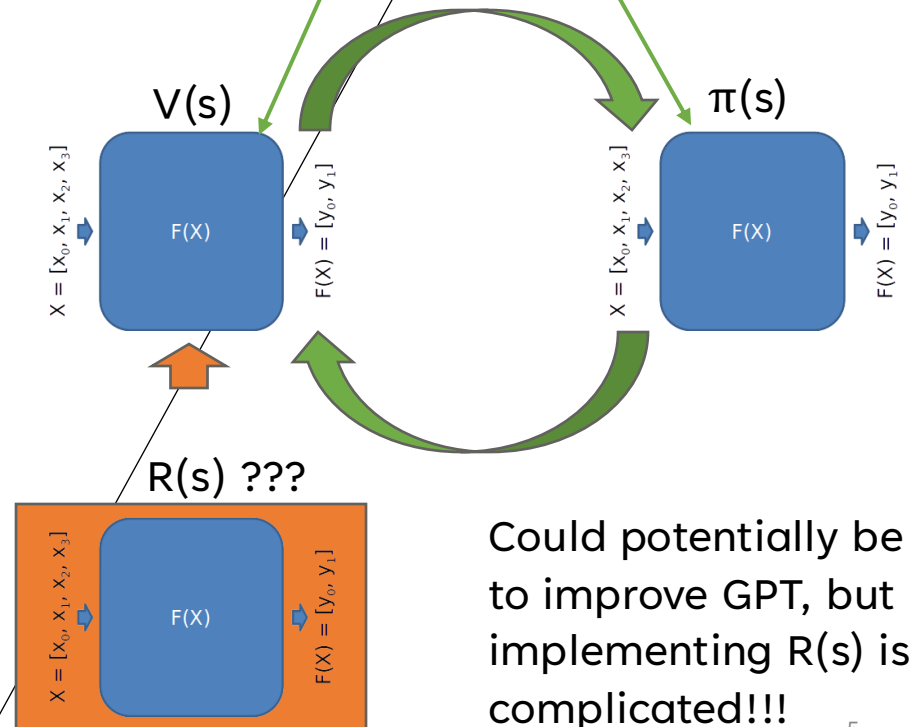 V(s)
π(s)
X = [x₀, x₁, x₂, x₃]
F(X)
F(X) = [y₀, y₁]
X = [x₀, x₁, x₂, x₃]
F(X)
F(X) = [y₀, y₁]
R(s) ???
X = [x₀, x₁, x₂, x₃]
F(X)
F(X) = [y₀, y₁]
Could potentially be
to improve GPT, but
implementing R(s) is
complicated!!!